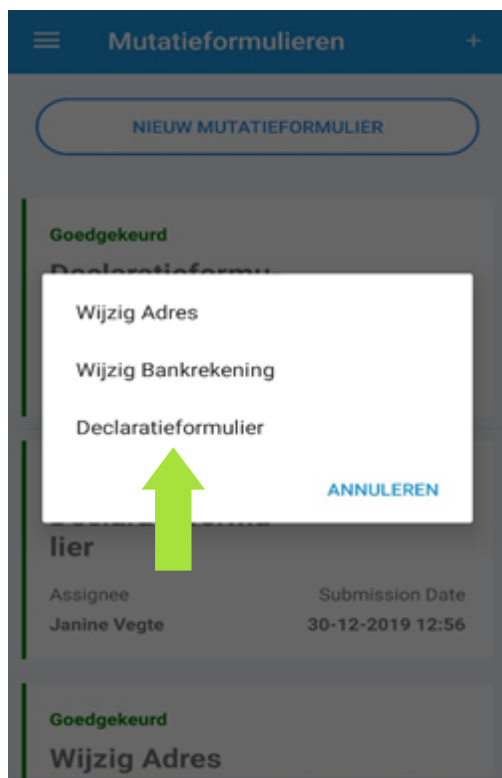 Mutatieformulieren +
NIEUW MUTATIEFORMULIER
Goedgekeurd
Declaratieformu-
Wijzig Adres
Wijzig Bankrekening
Declaratieformulier
ANNULEREN
lier
Assignee Submission Date
Janine Vegte 30-12-2019 12:56
Goedgekeurd
Wijzig Adres